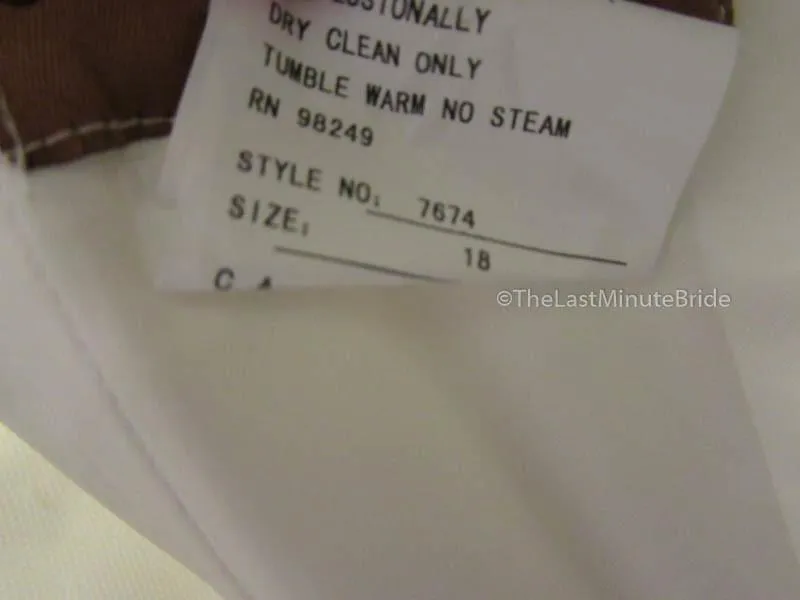 DRY CLEAN ONLY
TUMBLE WARM NO STEAM
RN 98249
STYLE NO: 7674
SIZE: 18
©TheLastMinuteBride